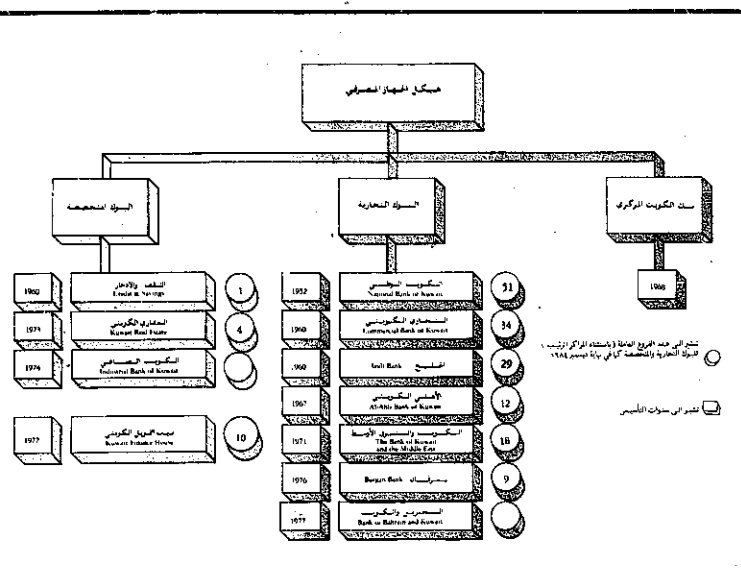 هيكل الجهاز المصرفي
بنك الكويت المركزي
1968
البنوك التجارية
1952
الكويت الوطني
National Bank of Kuwait
51
1960
التجاري الكويتي
Commercial Bank of Kuwait
34
1960
الخليج
Gulf Bank
29
1967
الأهلي الكويتي
Al-Ahli Bank of Kuwait
12
1971
الكويت والشرق الأوسط
The Bank of Kuwait
and the Middle East
18
1976
برقان
Burgan Bank
9
1977
البحرين والكويت
Bank of Bahrain and Kuwait
البنوك المتخصصة
1960
التسليف والادخار
Credit & Savings
1
1973
العقاري الكويتي
Kuwait Real Estate
4
1974
الكويت الصناعي
Industrial Bank of Kuwait
1977
بيت التمويل الكويتي
Kuwait Finance House
10
تشير الى عدد الفروع العاملة (باستثناء المراكز الرئيسية)
للبنوك التجارية والمتخصصة كما في نهاية ديسمبر ١٩٨٤
تشير الى سنوات التأسيس